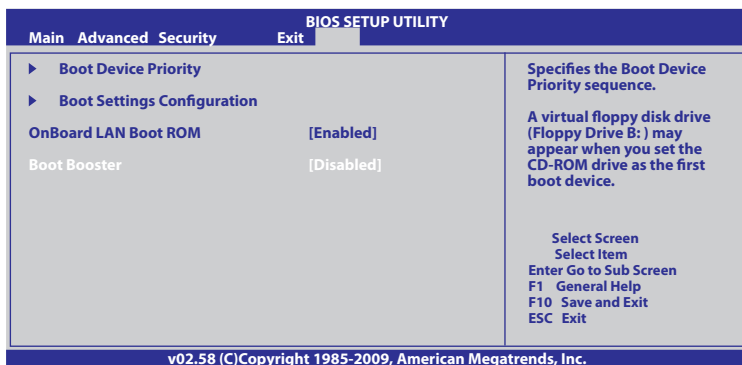 BIOS SETUP UTILITY
Main Advanced Security Exit
Boot Device Priority
Boot Settings Configuration
OnBoard LAN Boot ROM [Enabled]
Boot Booster [Disabled]
Specifies the Boot Device
Priority sequence.
A virtual floppy disk drive
(Floppy Drive B: ) may
appear when you set the
CD-ROM drive as the first
boot device.
Select Screen
Select Item
Enter Go to Sub Screen
F1 General Help
F10 Save and Exit
ESC Exit
v02.58 (C)Copyright 1985-2009, American Megatrends, Inc.